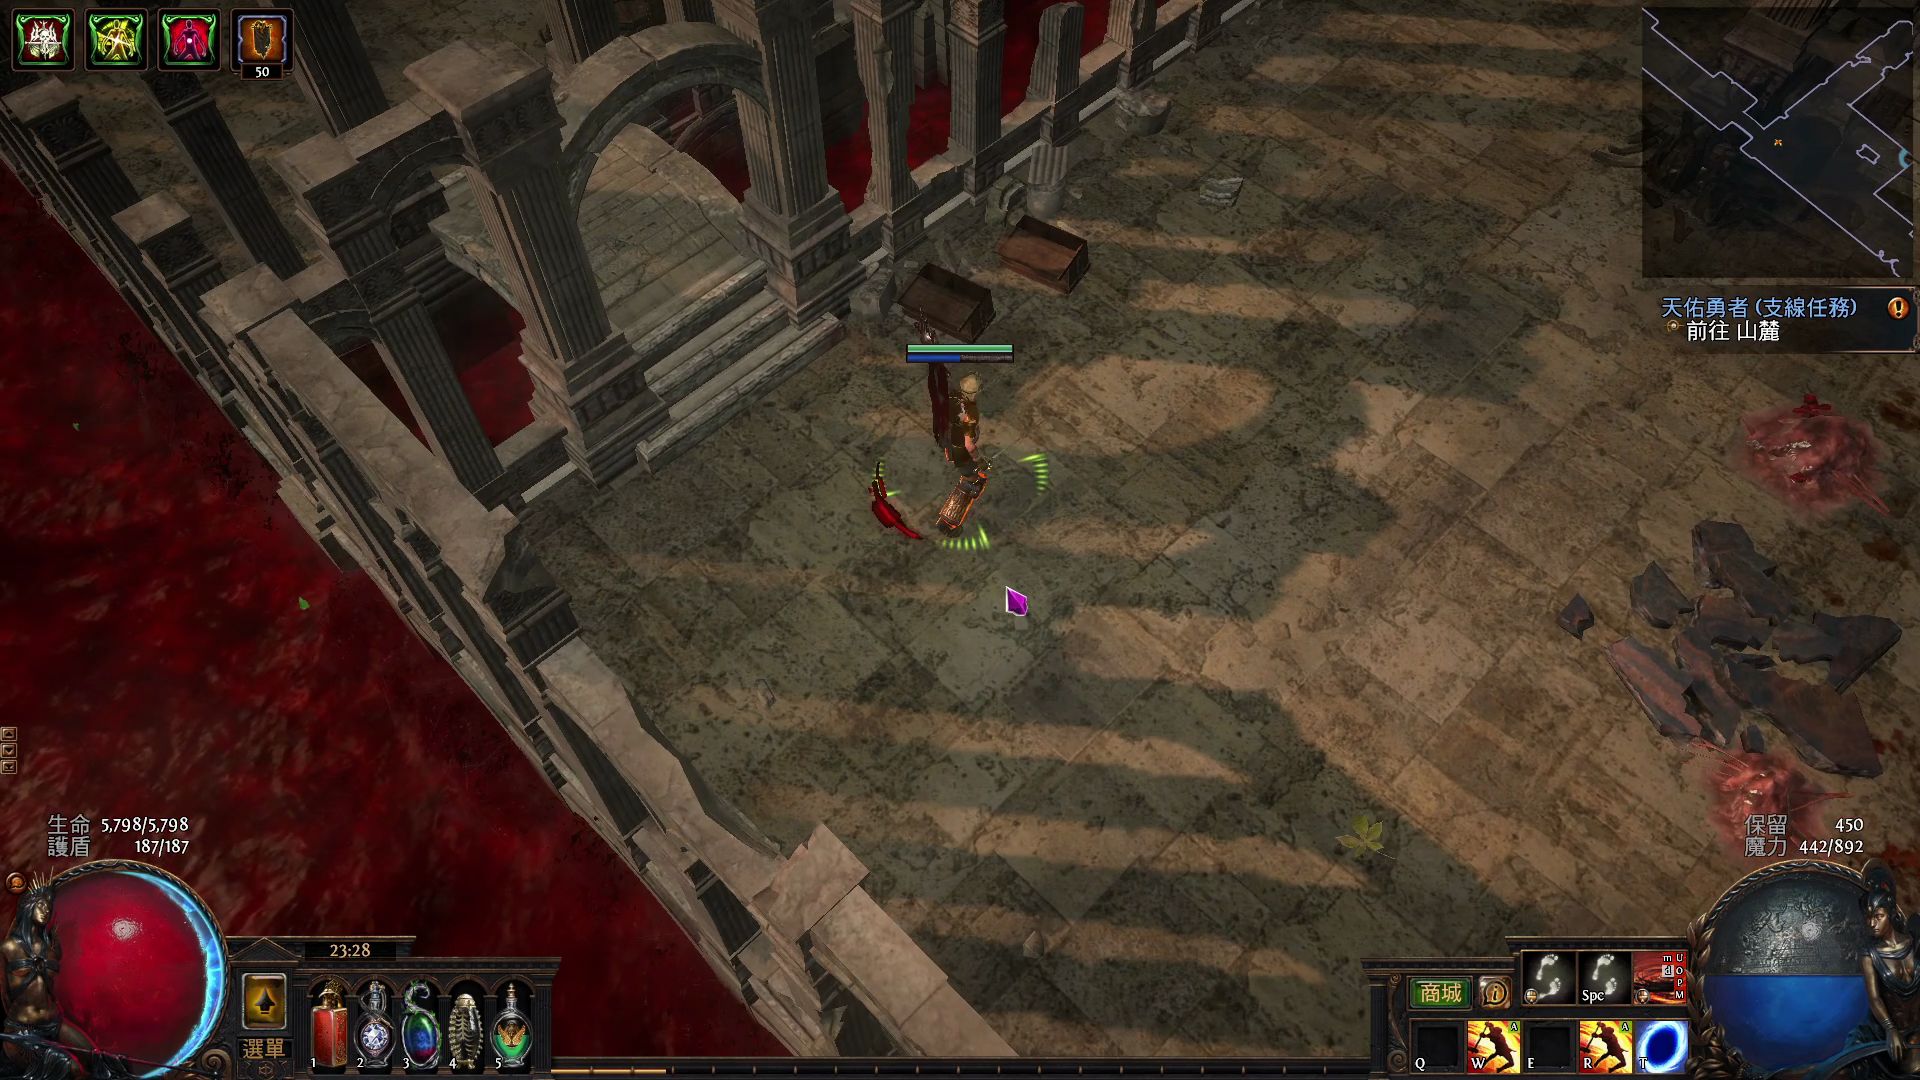 50
天佑勇者 (支線任務)
前往 山麓
生命 5,798/5,798
護盾 187/187
保留 450
魔力 442/892
23:28
選單
1 2 3 4 5
商城
Spc
m U
d O
P
M
Q W A E R A T